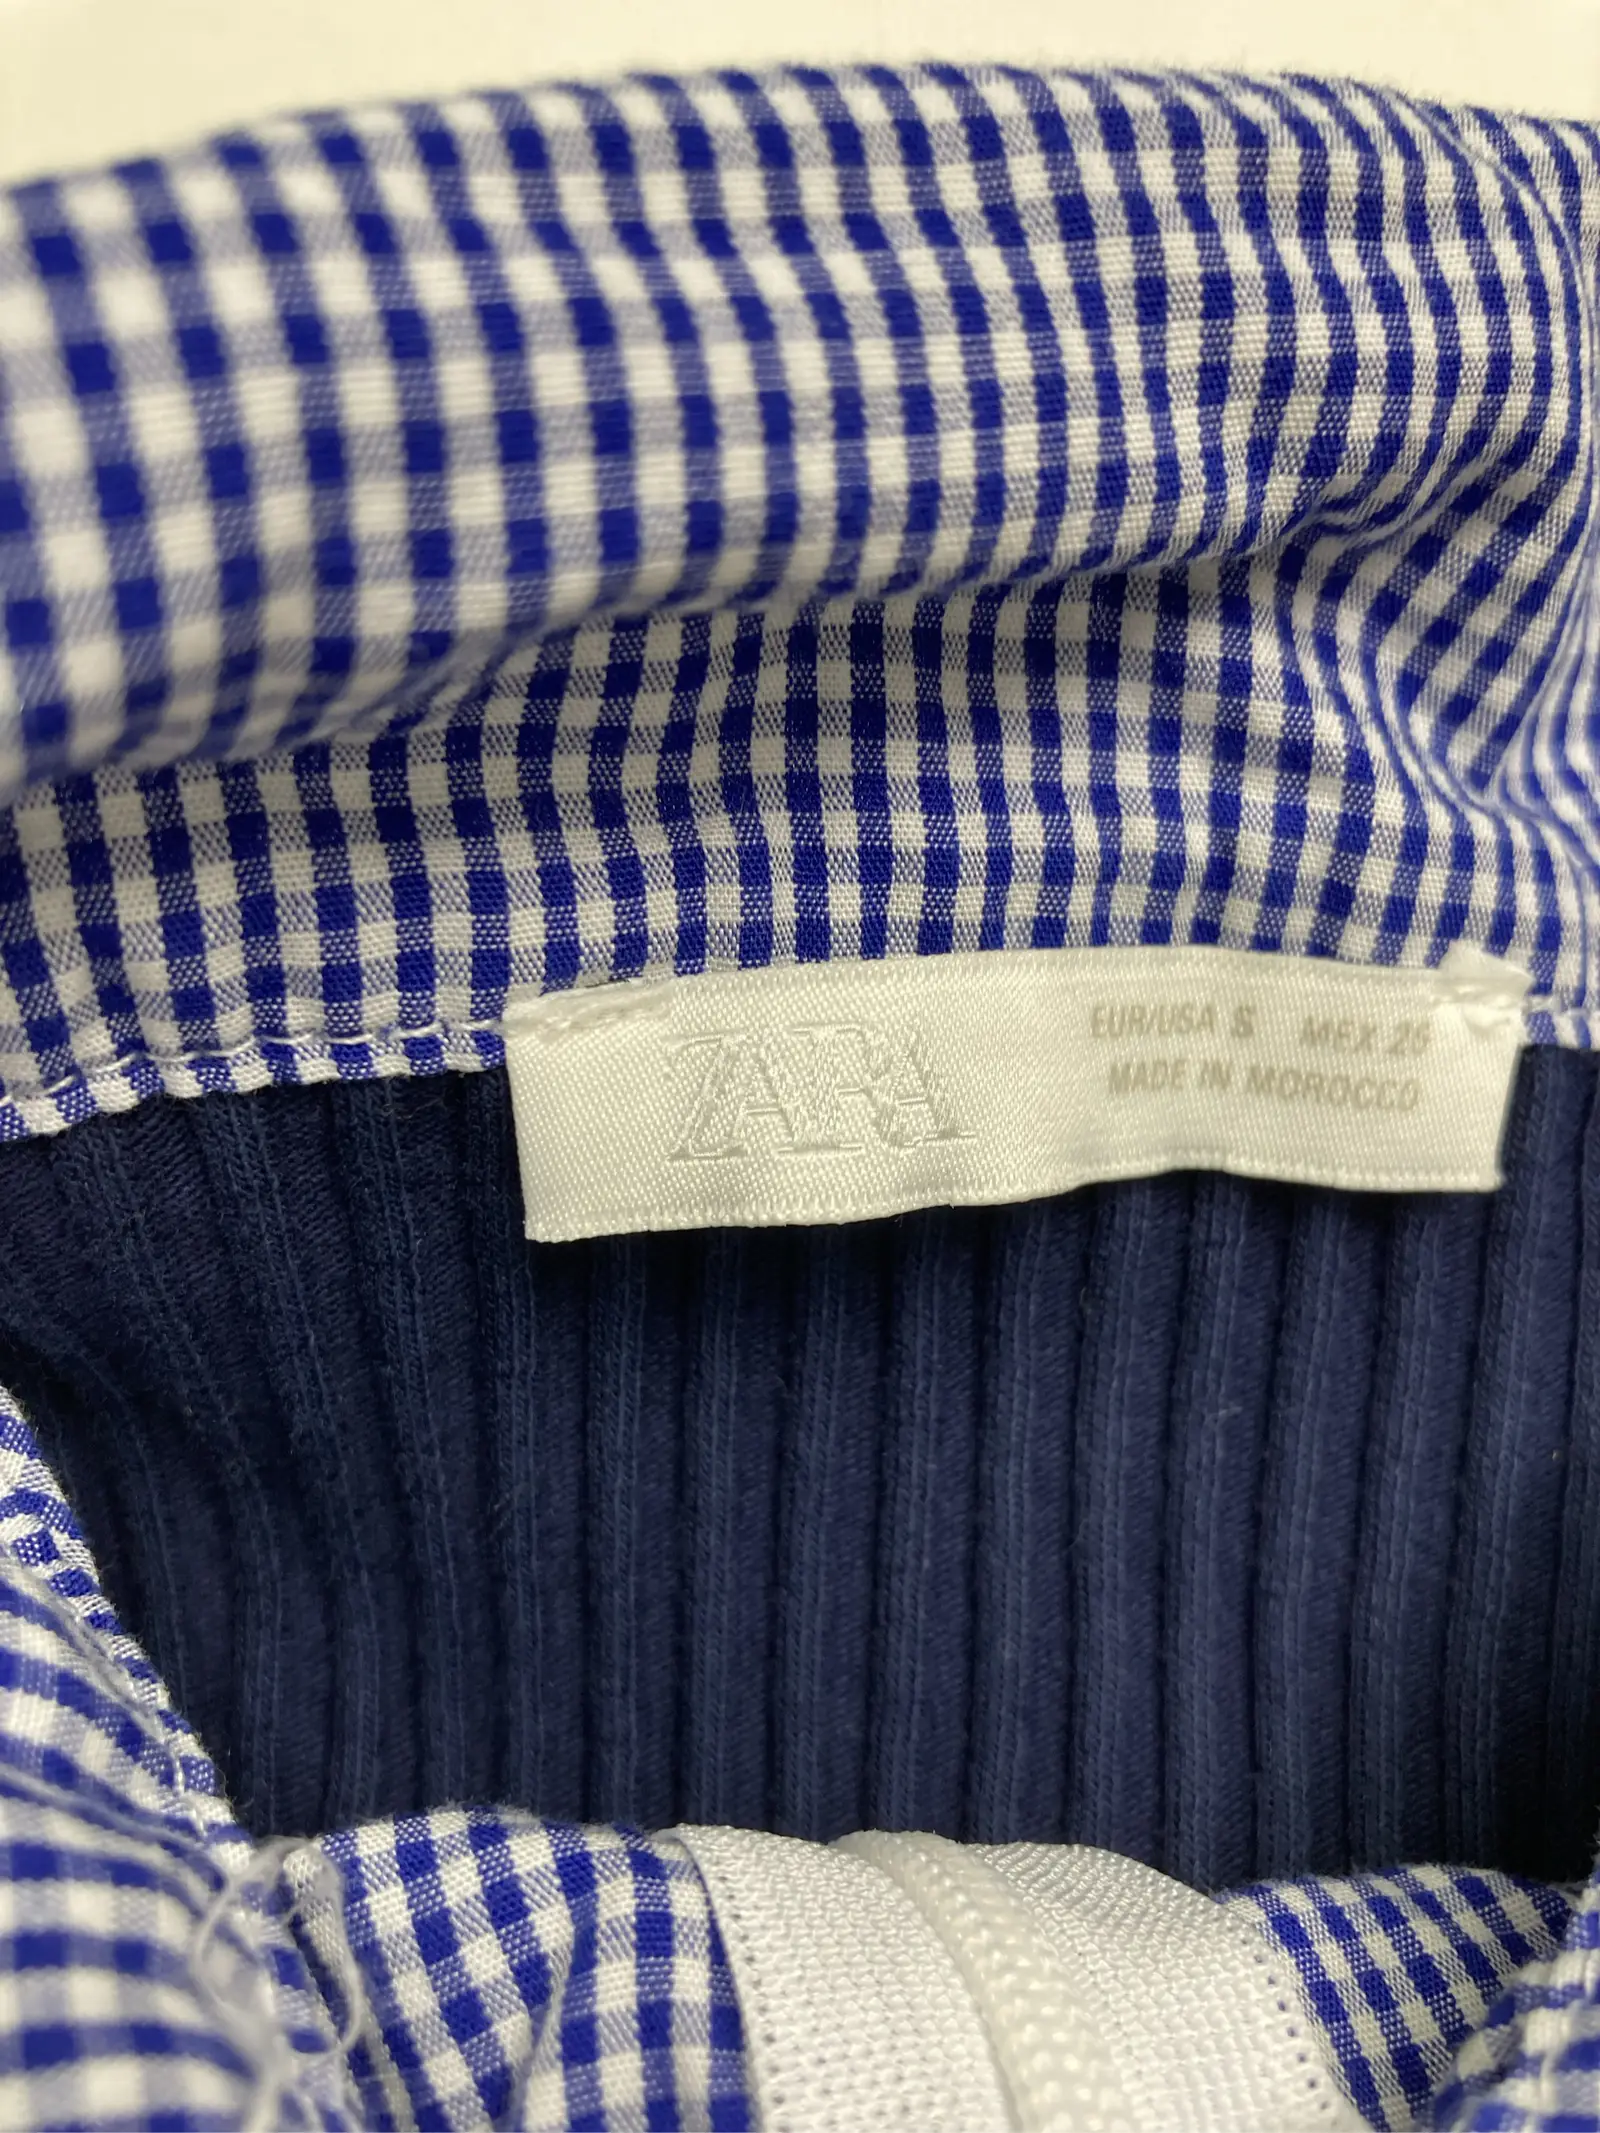 ZARA
EUR/USA S MEX 26
MADE IN MOROCCO